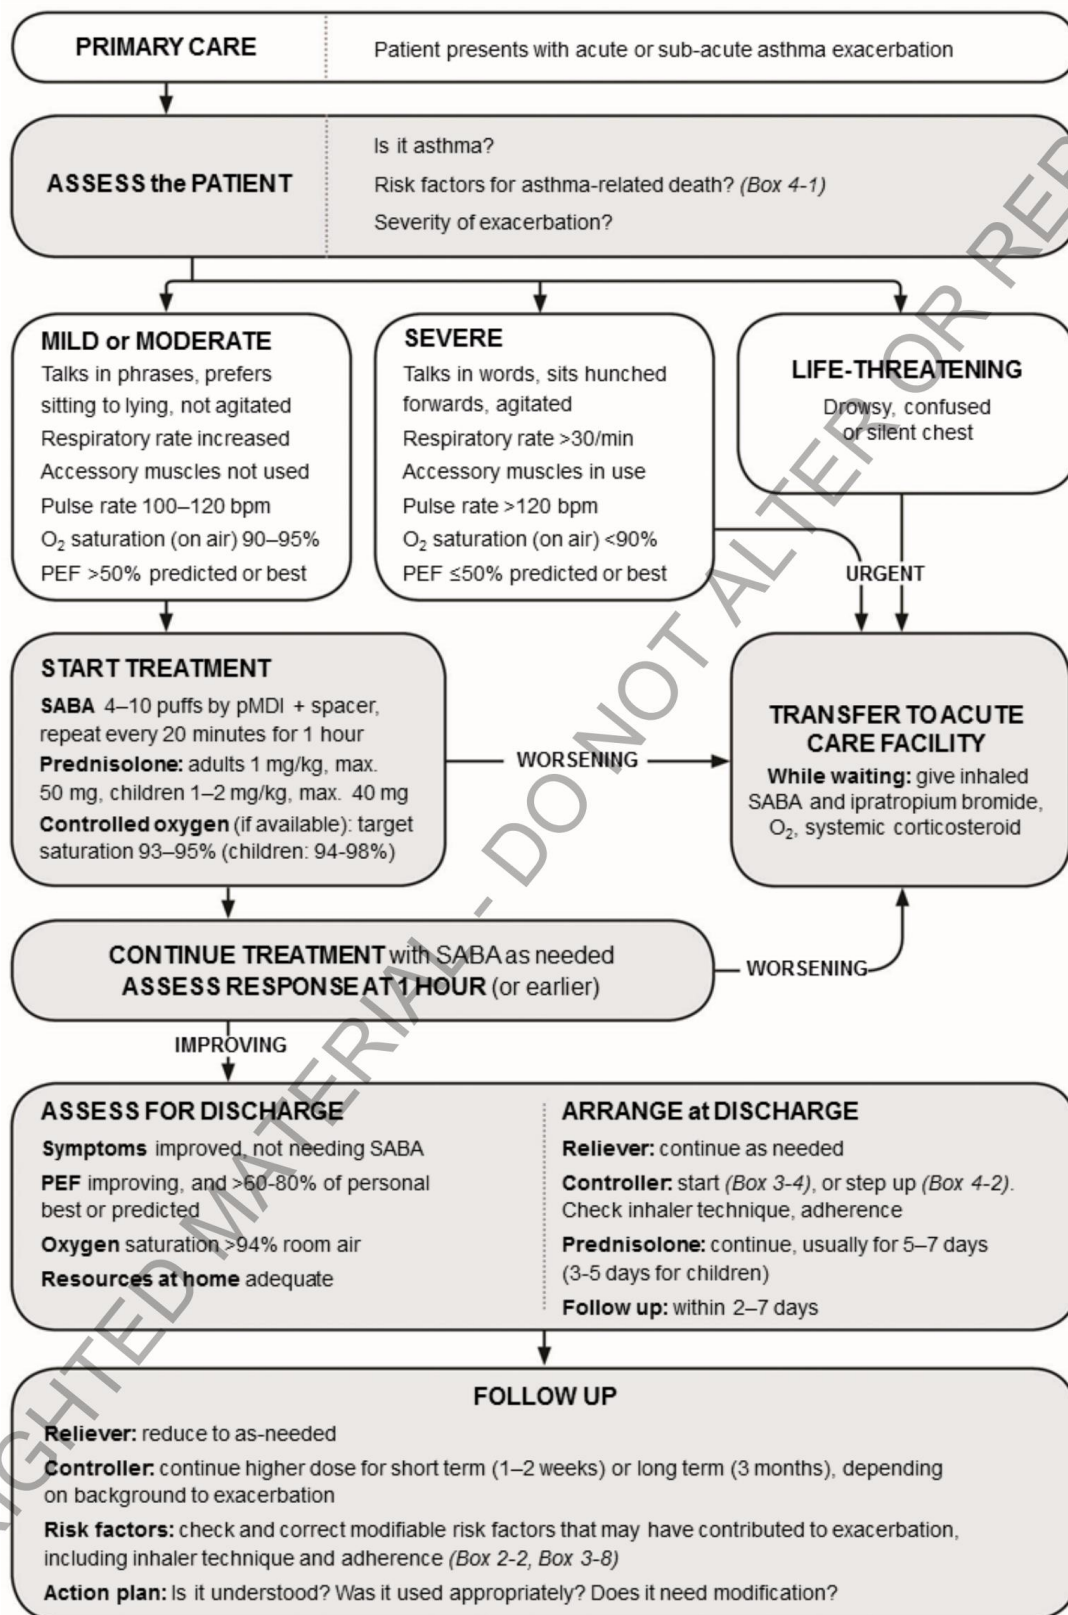 PRIMARY CARE
Patient presents with acute or sub-acute asthma exacerbation
ASSESS the PATIENT
Is it asthma?
Risk factors for asthma-related death? (Box 4-1)
Severity of exacerbation?
MILD or MODERATE
Talks in phrases, prefers
sitting to lying, not agitated
Respiratory rate increased
Accessory muscles not used
Pulse rate 100–120 bpm
O₂ saturation (on air) 90–95%
PEF >50% predicted or best
SEVERE
Talks in words, sits hunched
forwards, agitated
Respiratory rate >30/min
Accessory muscles in use
Pulse rate >120 bpm
O₂ saturation (on air) <90%
PEF ≤50% predicted or best
LIFE-THREATENING
Drowsy, confused
or silent chest
URGENT
START TREATMENT
SABA 4–10 puffs by pMDI + spacer,
repeat every 20 minutes for 1 hour
Prednisolone: adults 1 mg/kg, max.
50 mg, children 1–2 mg/kg, max. 40 mg
Controlled oxygen (if available): target
saturation 93–95% (children: 94-98%)
WORSENING
TRANSFER TO ACUTE
CARE FACILITY
While waiting: give inhaled
SABA and ipratropium bromide,
O₂, systemic corticosteroid
CONTINUE TREATMENT with SABA as needed
ASSESS RESPONSE AT 1 HOUR (or earlier)
WORSENING
IMPROVING
ASSESS FOR DISCHARGE
Symptoms improved, not needing SABA
PEF improving, and >60-80% of personal
best or predicted
Oxygen saturation >94% room air
Resources at home adequate
ARRANGE at DISCHARGE
Reliever: continue as needed
Controller: start (Box 3-4), or step up (Box 4-2).
Check inhaler technique, adherence
Prednisolone: continue, usually for 5–7 days
(3-5 days for children)
Follow up: within 2–7 days
FOLLOW UP
Reliever: reduce to as-needed
Controller: continue higher dose for short term (1–2 weeks) or long term (3 months), depending
on background to exacerbation
Risk factors: check and correct modifiable risk factors that may have contributed to exacerbation,
including inhaler technique and adherence (Box 2-2, Box 3-8)
Action plan: Is it understood? Was it used appropriately? Does it need modification?
MATERIAL - DO NOT ALTER OR